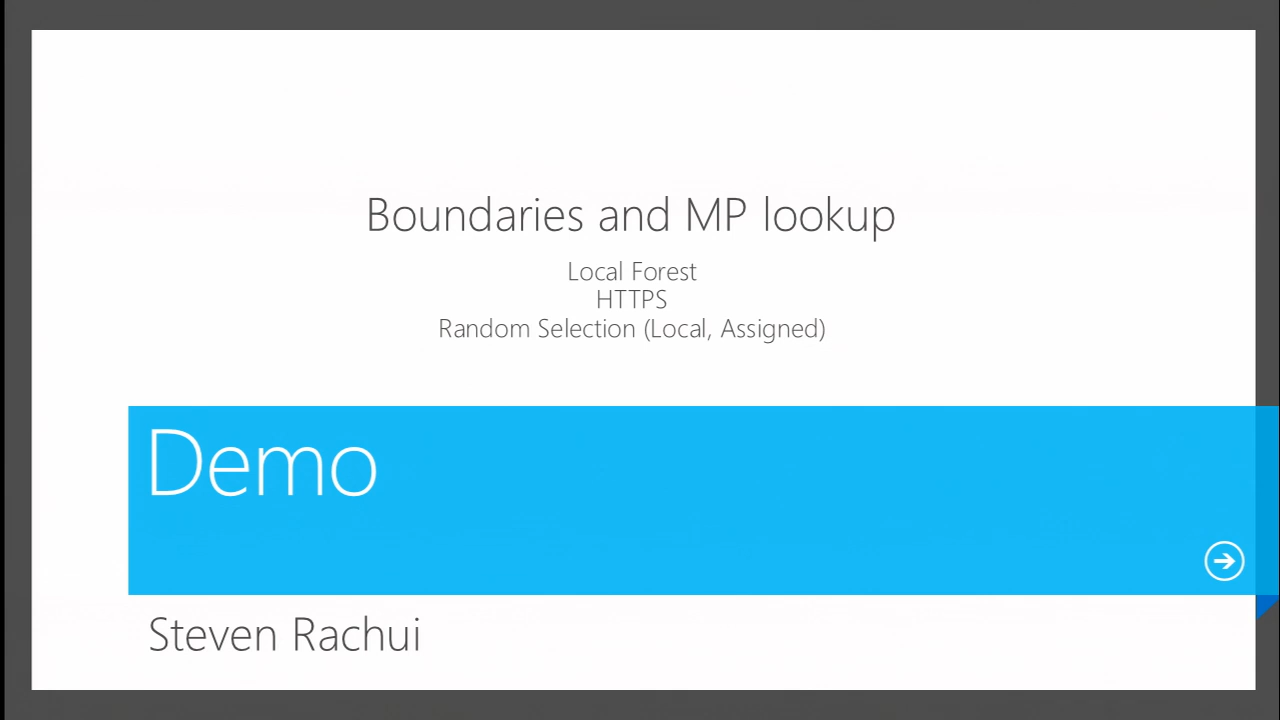 Boundaries and MP lookup
Local Forest
HTTPS
Random Selection (Local, Assigned)
Demo
Steven Rachui